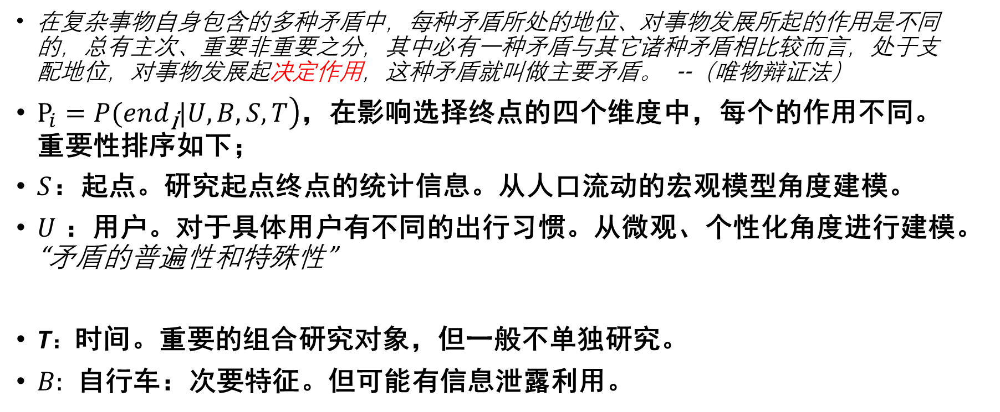 • 在复杂事物自身包含的多种矛盾中，每种矛盾所处的地位、对事物发展所起的作用是不同
的，总有主次、重要非重要之分，其中必有一种矛盾与其它诸种矛盾相比较而言，处于支
配地位，对事物发展起决定作用，这种矛盾就叫做主要矛盾。 --（唯物辩证法）
• P_i = P(end_i|U,B,S,T)，在影响选择终点的四个维度中，每个的作用不同。
重要性排序如下；
• S：起点。研究起点终点的统计信息。从人口流动的宏观模型角度建模。
• U ：用户。对于具体用户有不同的出行习惯。从微观、个性化角度进行建模。
“矛盾的普遍性和特殊性”
• T：时间。重要的组合研究对象，但一般不单独研究。
• B：自行车：次要特征。但可能有信息泄露利用。